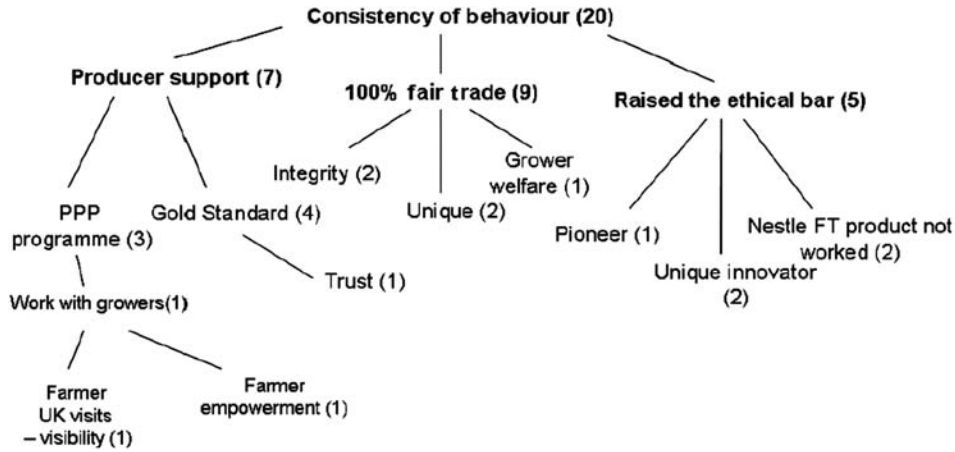 Consistency of behaviour (20)
Producer support (7)
100% fair trade (9)
Raised the ethical bar (5)
Integrity (2)
Grower
welfare (1)
PPP
programme (3)
Gold Standard (4)
Unique (2)
Pioneer (1)
Nestle FT product not
worked (2)
Unique innovator
(2)
Trust (1)
Work with growers(1)
Farmer
UK visits
– visibility (1)
Farmer
empowerment (1)